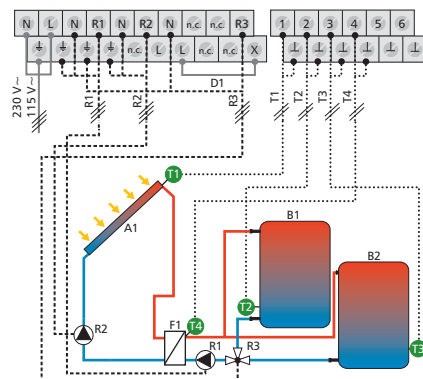 N L N R1 N R2 N n.c. n.c. R3
n.c. L L n.c. n.c. X
1 2 3 4 5 6
230 V~
115 V~
R1
R2
D1
R3
T1
T2
T3
T4
T1
A1
B1
B2
T2
T4
F1
R2
R1
R3
T3